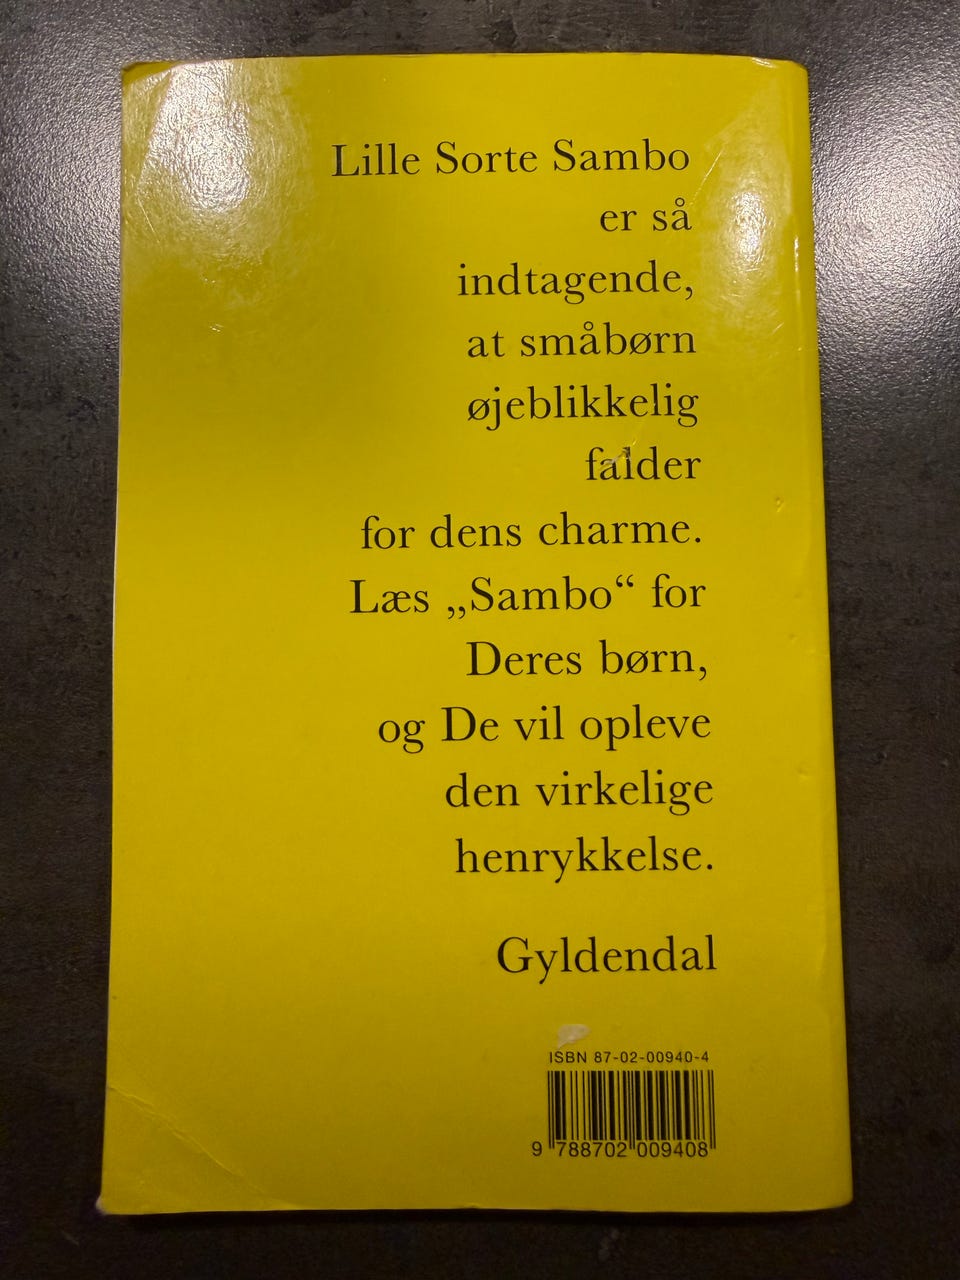 Lille Sorte Sambo
er så
indtagende,
at småbørn
øjeblikkelig
falder
for dens charme.
Læs „Sambo“ for
Deres børn,
og De vil opleve
den virkelige
henrykkelse.
Gyldendal
ISBN 87-02-00940-4
9 788702 009408